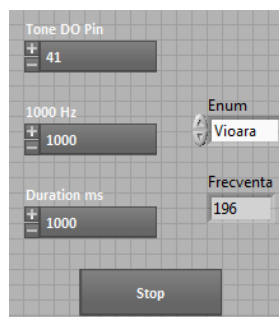 Tone DO Pin
41
1000 Hz
1000
Enum
Vioara
Duration ms
1000
Frecventa
196
Stop